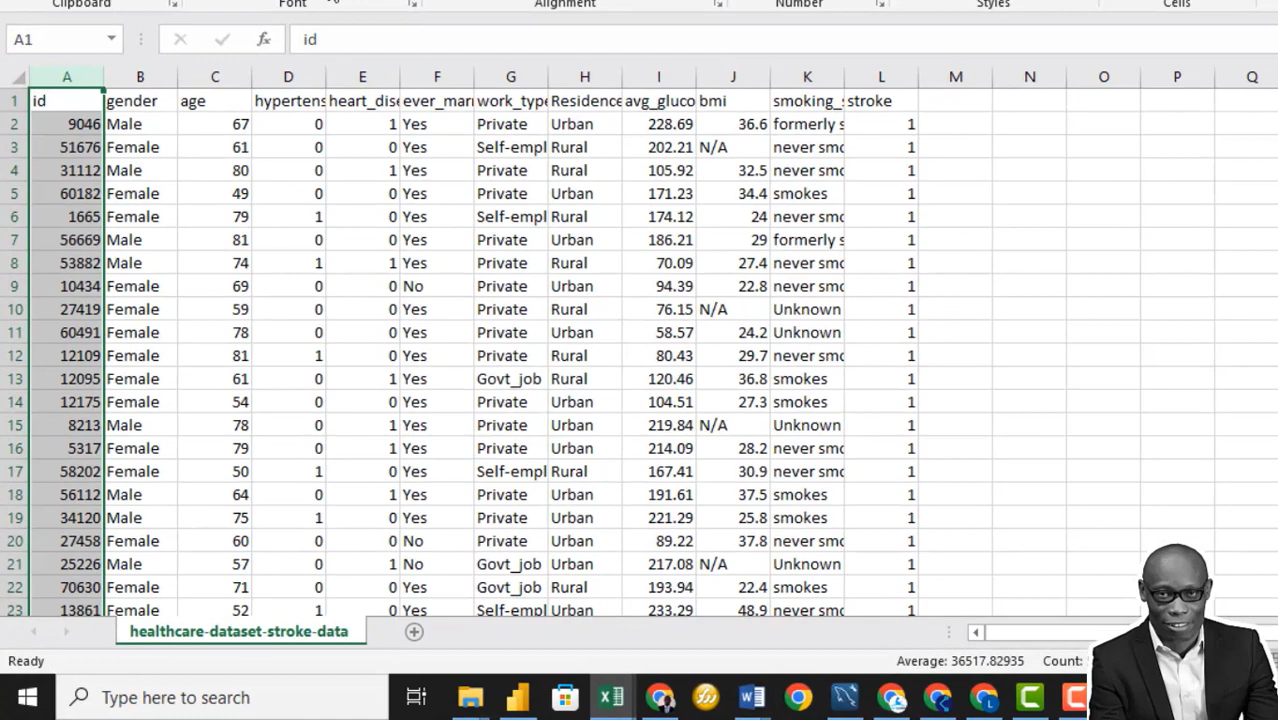 Clipboard Font Alignment Number Styles Cells
A1 fx id
A B C D E F G H I J K L M N O P Q
1 id gender age hypertens heart_dise ever_marr work_type Residence avg_gluco bmi smoking_s stroke
2 9046 Male 67 0 1 Yes Private Urban 228.69 36.6 formerly s 1
3 51676 Female 61 0 0 Yes Self-empl Rural 202.21 N/A never smo 1
4 31112 Male 80 0 1 Yes Private Rural 105.92 32.5 never smo 1
5 60182 Female 49 0 0 Yes Private Urban 171.23 34.4 smokes 1
6 1665 Female 79 1 0 Yes Self-empl Rural 174.12 24 never smo 1
7 56669 Male 81 0 0 Yes Private Urban 186.21 29 formerly s 1
8 53882 Male 74 1 1 Yes Private Rural 70.09 27.4 never smo 1
9 10434 Female 69 0 0 No Private Urban 94.39 22.8 never smo 1
10 27419 Female 59 0 0 Yes Private Rural 76.15 N/A Unknown 1
11 60491 Female 78 0 0 Yes Private Urban 58.57 24.2 Unknown 1
12 12109 Female 81 1 0 Yes Private Rural 80.43 29.7 never smo 1
13 12095 Female 61 0 1 Yes Govt_job Rural 120.46 36.8 smokes 1
14 12175 Female 54 0 0 Yes Private Urban 104.51 27.3 smokes 1
15 8213 Male 78 0 1 Yes Private Urban 219.84 N/A Unknown 1
16 5317 Female 79 0 1 Yes Private Urban 214.09 28.2 never smo 1
17 58202 Female 50 1 0 Yes Self-empl Rural 167.41 30.9 never smo 1
18 56112 Male 64 0 1 Yes Private Urban 191.61 37.5 smokes 1
19 34120 Male 75 1 0 Yes Private Urban 221.29 25.8 smokes 1
20 27458 Female 60 0 0 No Private Urban 89.22 37.8 never smo 1
21 25226 Male 57 0 1 No Govt_job Urban 217.08 N/A Unknown 1
22 70630 Female 71 0 0 Yes Govt_job Rural 193.94 22.4 smokes 1
23 13861 Female 52 1 0 Yes Self-empl Urban 233.29 48.9 never smo 1
healthcare-dataset-stroke-data
Ready Average: 36517.82935 Count:
Type here to search